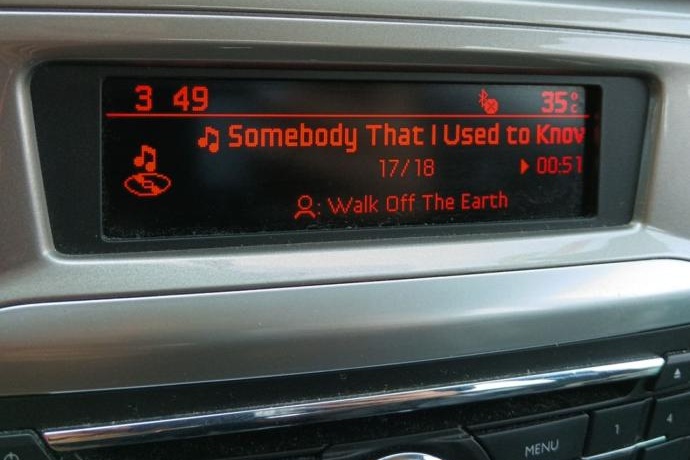 3 49 35°C
Somebody That I Used to Know
17/18 00:51
: Walk Off The Earth
MENU 1 4